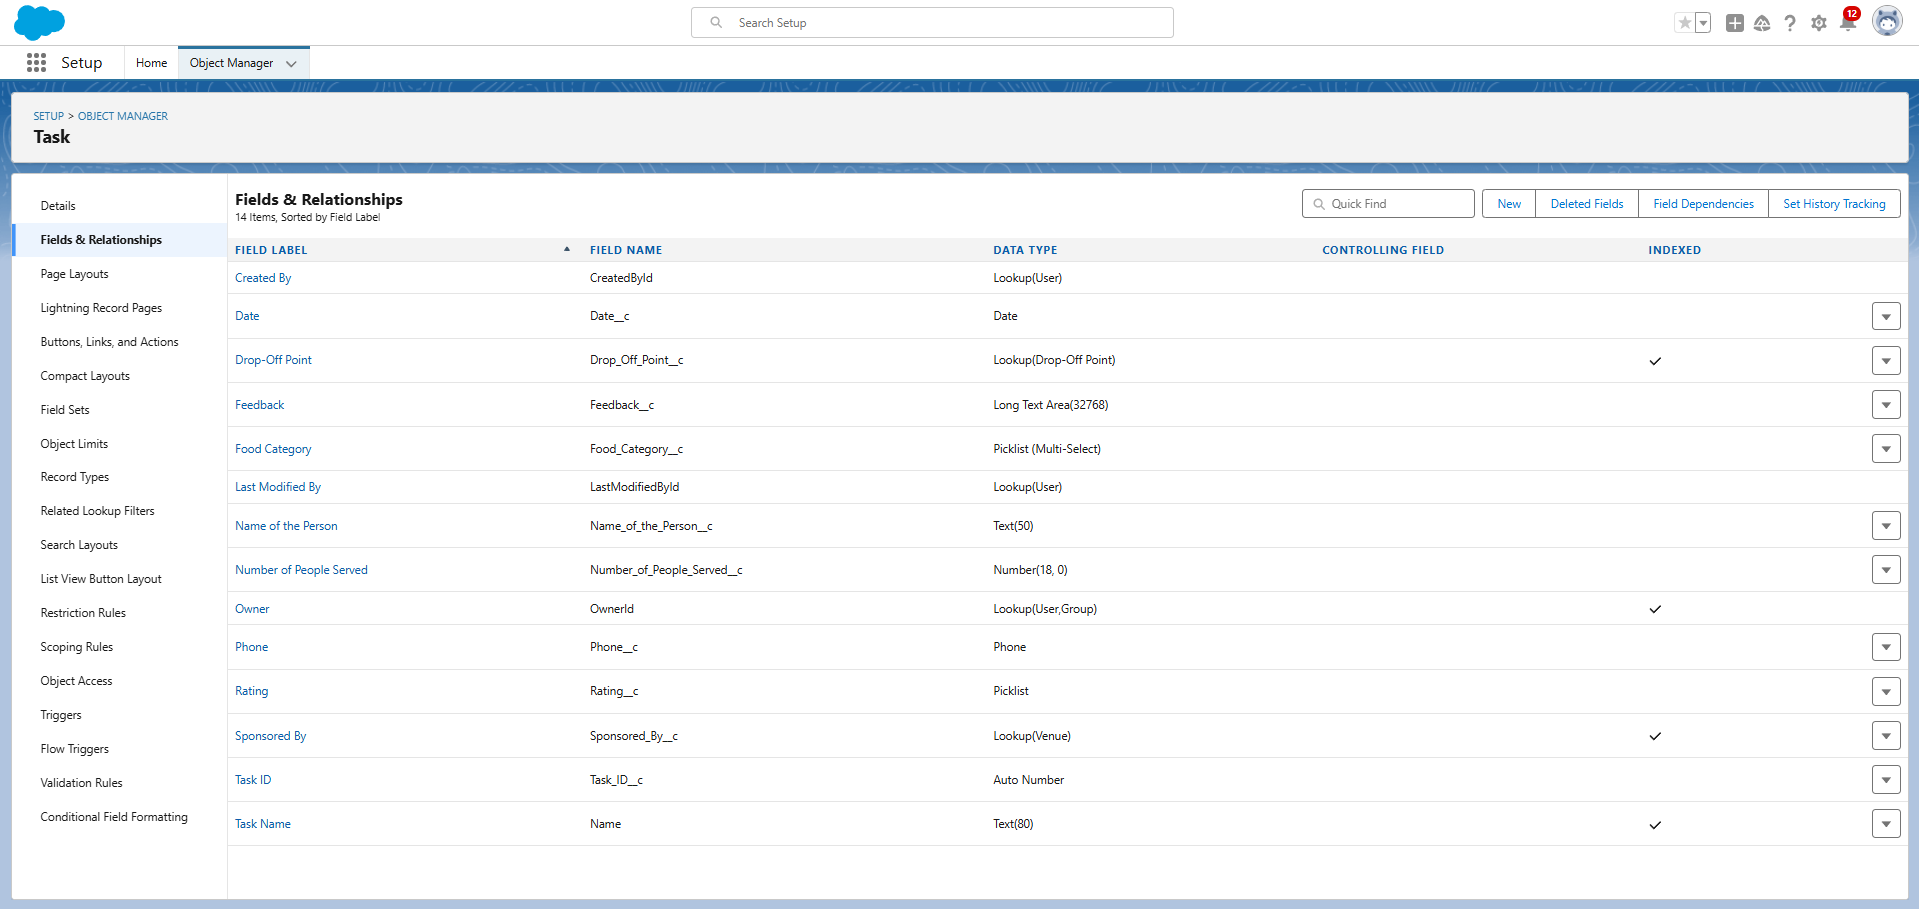 Search Setup
12
Setup
Home
Object Manager
SETUP > OBJECT MANAGER
Task
Details
Fields & Relationships
Page Layouts
Lightning Record Pages
Buttons, Links, and Actions
Compact Layouts
Field Sets
Object Limits
Record Types
Related Lookup Filters
Search Layouts
List View Button Layout
Restriction Rules
Scoping Rules
Object Access
Triggers
Flow Triggers
Validation Rules
Conditional Field Formatting
Fields & Relationships
14 Items, Sorted by Field Label
Quick Find
New
Deleted Fields
Field Dependencies
Set History Tracking
FIELD LABEL FIELD NAME DATA TYPE CONTROLLING FIELD INDEXED
Created By CreatedById Lookup(User)
Date Date__c Date
Drop-Off Point Drop_Off_Point__c Lookup(Drop-Off Point)
Feedback Feedback__c Long Text Area(32768)
Food Category Food_Category__c Picklist (Multi-Select)
Last Modified By LastModifiedById Lookup(User)
Name of the Person Name_of_the_Person__c Text(50)
Number of People Served Number_of_People_Served__c Number(18, 0)
Owner OwnerId Lookup(User,Group)
Phone Phone__c Phone
Rating Rating__c Picklist
Sponsored By Sponsored_By__c Lookup(Venue)
Task ID Task_ID__c Auto Number
Task Name Name Text(80)